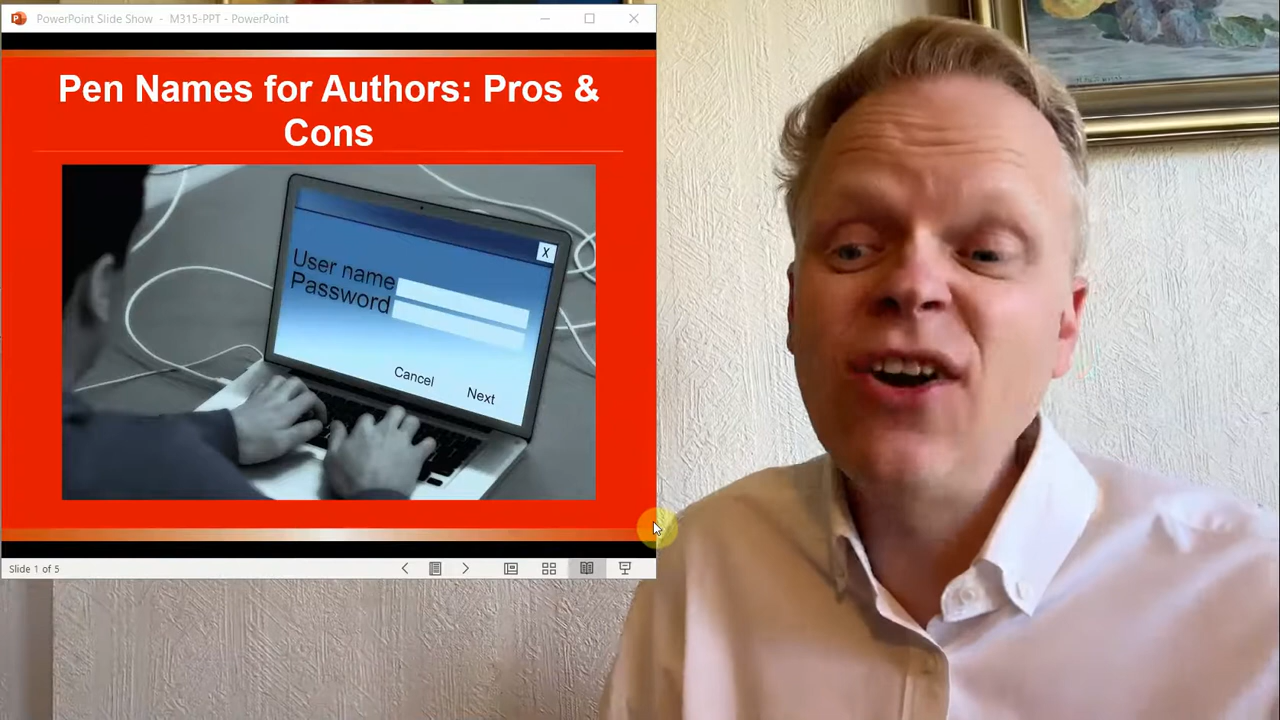 PowerPoint Slide Show - M315-PPT - PowerPoint
Pen Names for Authors: Pros &
Cons
X
User name
Password
Cancel
Next
Slide 1 of 5